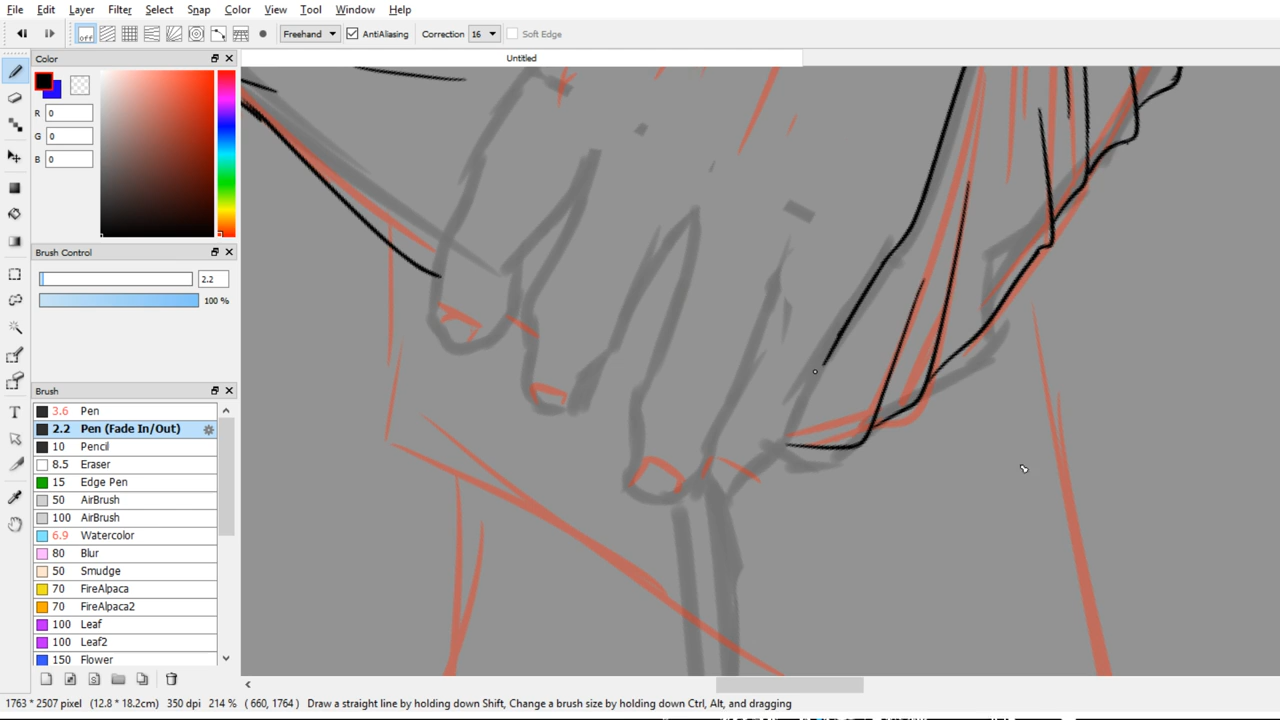 File Edit Layer Filter Select Snap Color View Tool Window Help
off Freehand AntiAliasing Correction 16 Soft Edge
Color
Untitled
R 0
G 0
B 0
Brush Control
2.2
100 %
Brush
3.6 Pen
2.2 Pen (Fade In/Out)
10 Pencil
8.5 Eraser
15 Edge Pen
50 AirBrush
100 AirBrush
6.9 Watercolor
80 Blur
50 Smudge
70 FireAlpaca
70 FireAlpaca2
100 Leaf
100 Leaf2
150 Flower
1763 * 2507 pixel (12.8 * 18.2cm) 350 dpi 214 % ( 660, 1764 ) Draw a straight line by holding down Shift, Change a brush size by holding down Ctrl, Alt, and dragging